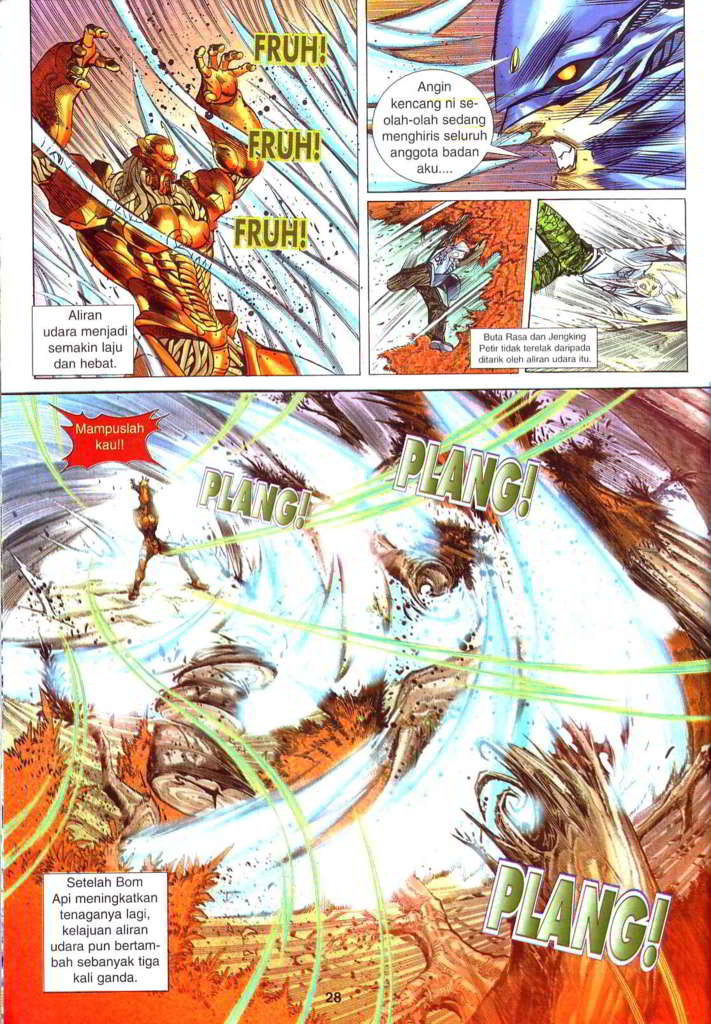 FRUH!
FRUH!
FRUH!
Aliran
udara menjadi
semakin laju
dan hebat.
Angin
kencang ni se-
olah-olah sedang
menghiris seluruh
anggota badan
aku....
Buta Rasa dan Jengking
Petir tidak terelak daripada
ditarik oleh aliran udara itu.
Mampuslah
kau!!
PLANG!
PLANG!
PLANG!
Setelah Bom
Api meningkatkan
tenaganya lagi,
kelajuan aliran
udara pun bertam-
bah sebanyak tiga
kali ganda.
28